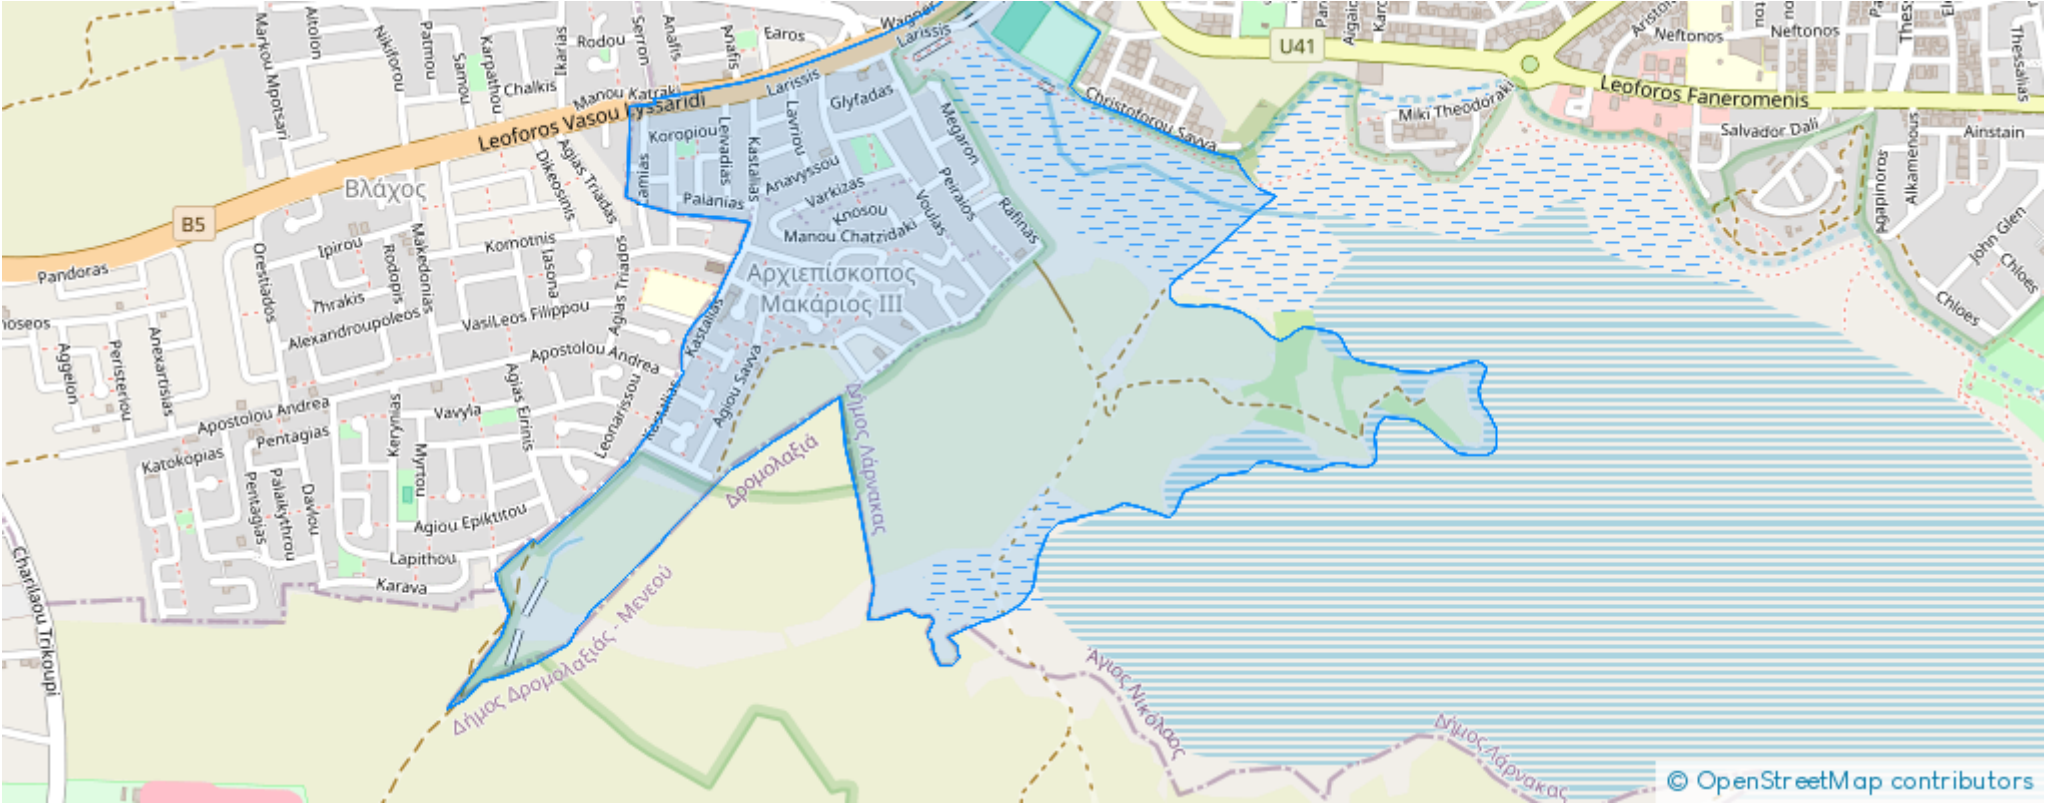 Markou Mpotsari
Aitolon
Nikiforou
Patmou
Samou
Karpathou
Chalkis
Ikarias
Rodou
Serron
Anafis
Anafis
Earos
Wagner
Larissis
Larissis
Manou Katraki
Leoforos Vasou Lyssaridi
Glyfadas
Koropiou
Levadias
Kastalias
Lavriou
Anavyssou
Varkizas
Lamias
Palanias
Knosou
Manou Chatzidaki
Voulas
Megaron
Peiraios
Rafinas
Αρχιεπίσκοπος
Μακάριος III
Christoforou Savva
U41
Leoforos Faneromenis
Miki Theodoraki
Salvador Dali
Neftonos
Neftonos
Thessalias
Ainstain
Alkamenous
Agapinoros
John Glen
Chloes
Chloes
Βλάχος
B5
Pandoras
Orestiados
Ipirou
Rodopis
Makedonias
Thrakis
Alexandroupoleos
Komotnis
Iasona
Dikeosinis
Agias Triadas
Agias Triados
VasiLeos Filippou
Apostolou Andrea
Apostolou Andrea
Aggelon
Peristeriou
Anexartisias
Katokopias
Pentagias
Pentagias
Palaikythrou
Davlou
Kerynias
Myrtou
Vavyla
Agias Eirinis
Leonarissou
Kastalias
Kastalias
Agiou Savva
Agiou Epiktitou
Lapithou
Karava
Charilaou Trikoupi
Δρομολαξιά
Δήμος Λάρνακας
Δήμος Δρομολαξιάς - Μενεού
Άγιος Νικόλαος
Δήμος Λάρνακας
© OpenStreetMap contributors